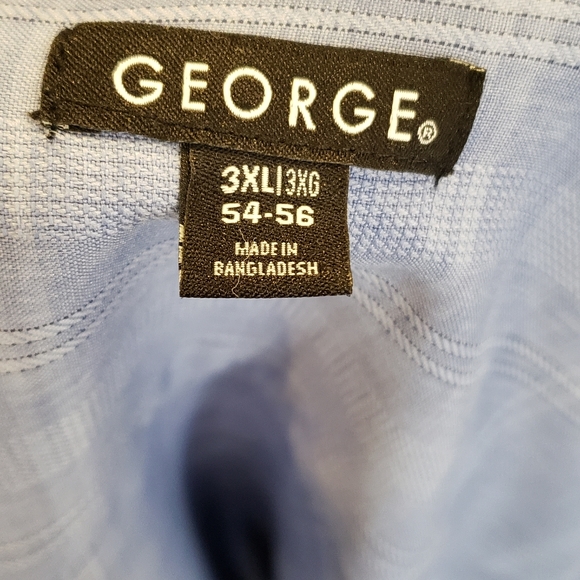 GEORGE®
3XL|3XG
54-56
MADE IN
BANGLADESH